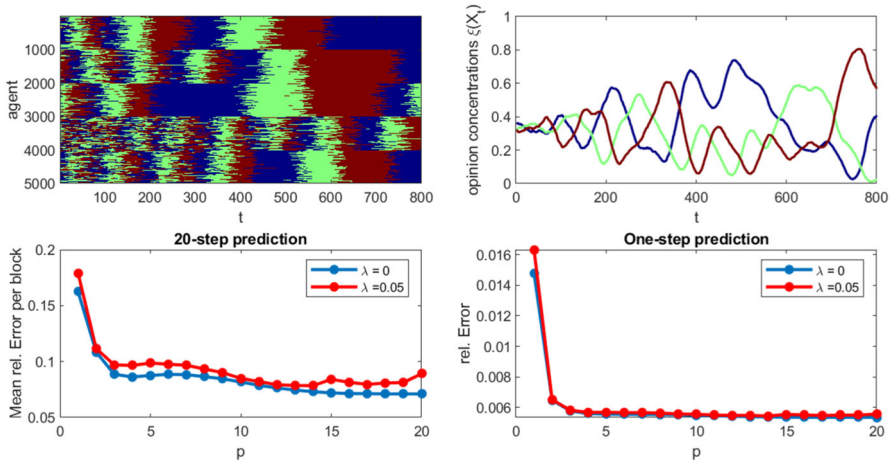 agent
1000
2000
3000
4000
5000
100 200 300 400 500 600 700 800
t
opinion concentrations ξ(X_t)
1
0.8
0.6
0.4
0.2
0
0 200 400 600 800
t
20-step prediction
Mean rel. Error per block
0.2
0.15
0.1
0.05
λ = 0
λ =0.05
0 5 10 15 20
p
One-step prediction
rel. Error
0.016
0.014
0.012
0.01
0.008
0.006
λ = 0
λ =0.05
0 5 10 15 20
p